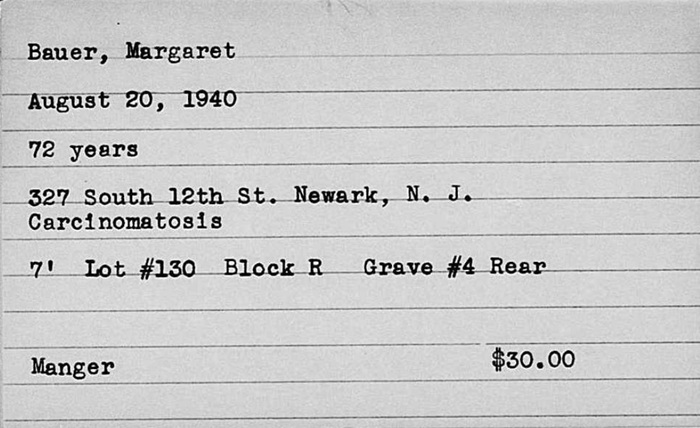 Bauer, Margaret
August 20, 1940
72 years
327 South 12th St. Newark, N. J.
Carcinomatosis
7' Lot #130 Block R Grave #4 Rear
Manger $30.00